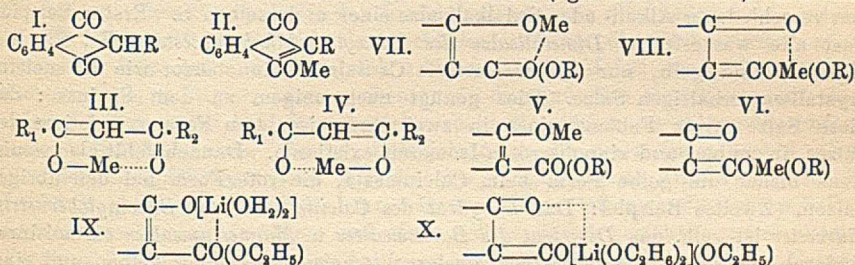 I. C₆H₄ CO CHR CO
II. C₆H₄ CO CR COMe
VII. —C—OMe —C—C=O(OR)
VIII. —C=O —C=COMe(OR)
III. R₁·C=CH—C·R₂ O—Me O
IV. R₁·C—CH=C·R₂ O Me—O
V. —C—OMe —C—CO(OR)
VI. —C—O —C=COMe(OR)
IX. —C—O[Li(OH₂)₂] —C—CO(OC₂H₅)
X. —C—O —C=CO[Li(OC₂H₆)₂](OC₂H₅)